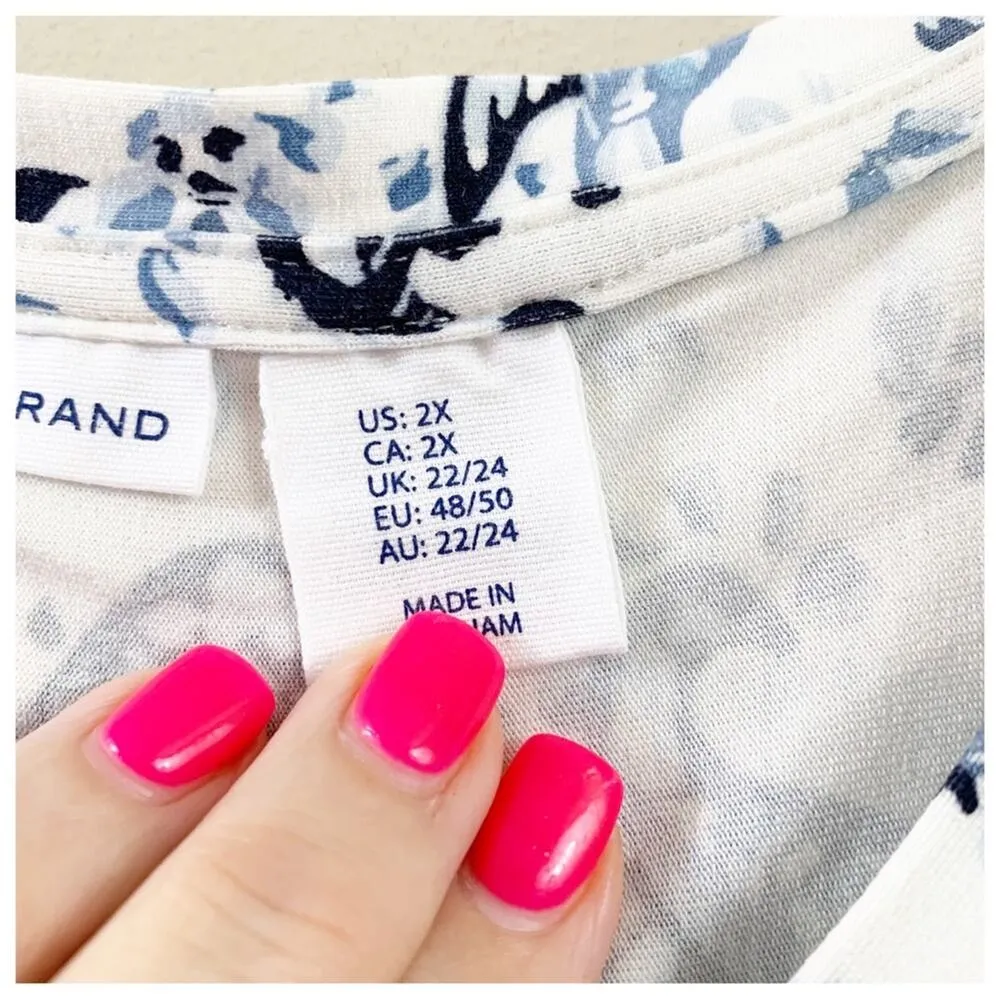 RAND
US: 2X
CA: 2X
UK: 22/24
EU: 48/50
AU: 22/24
MADE IN